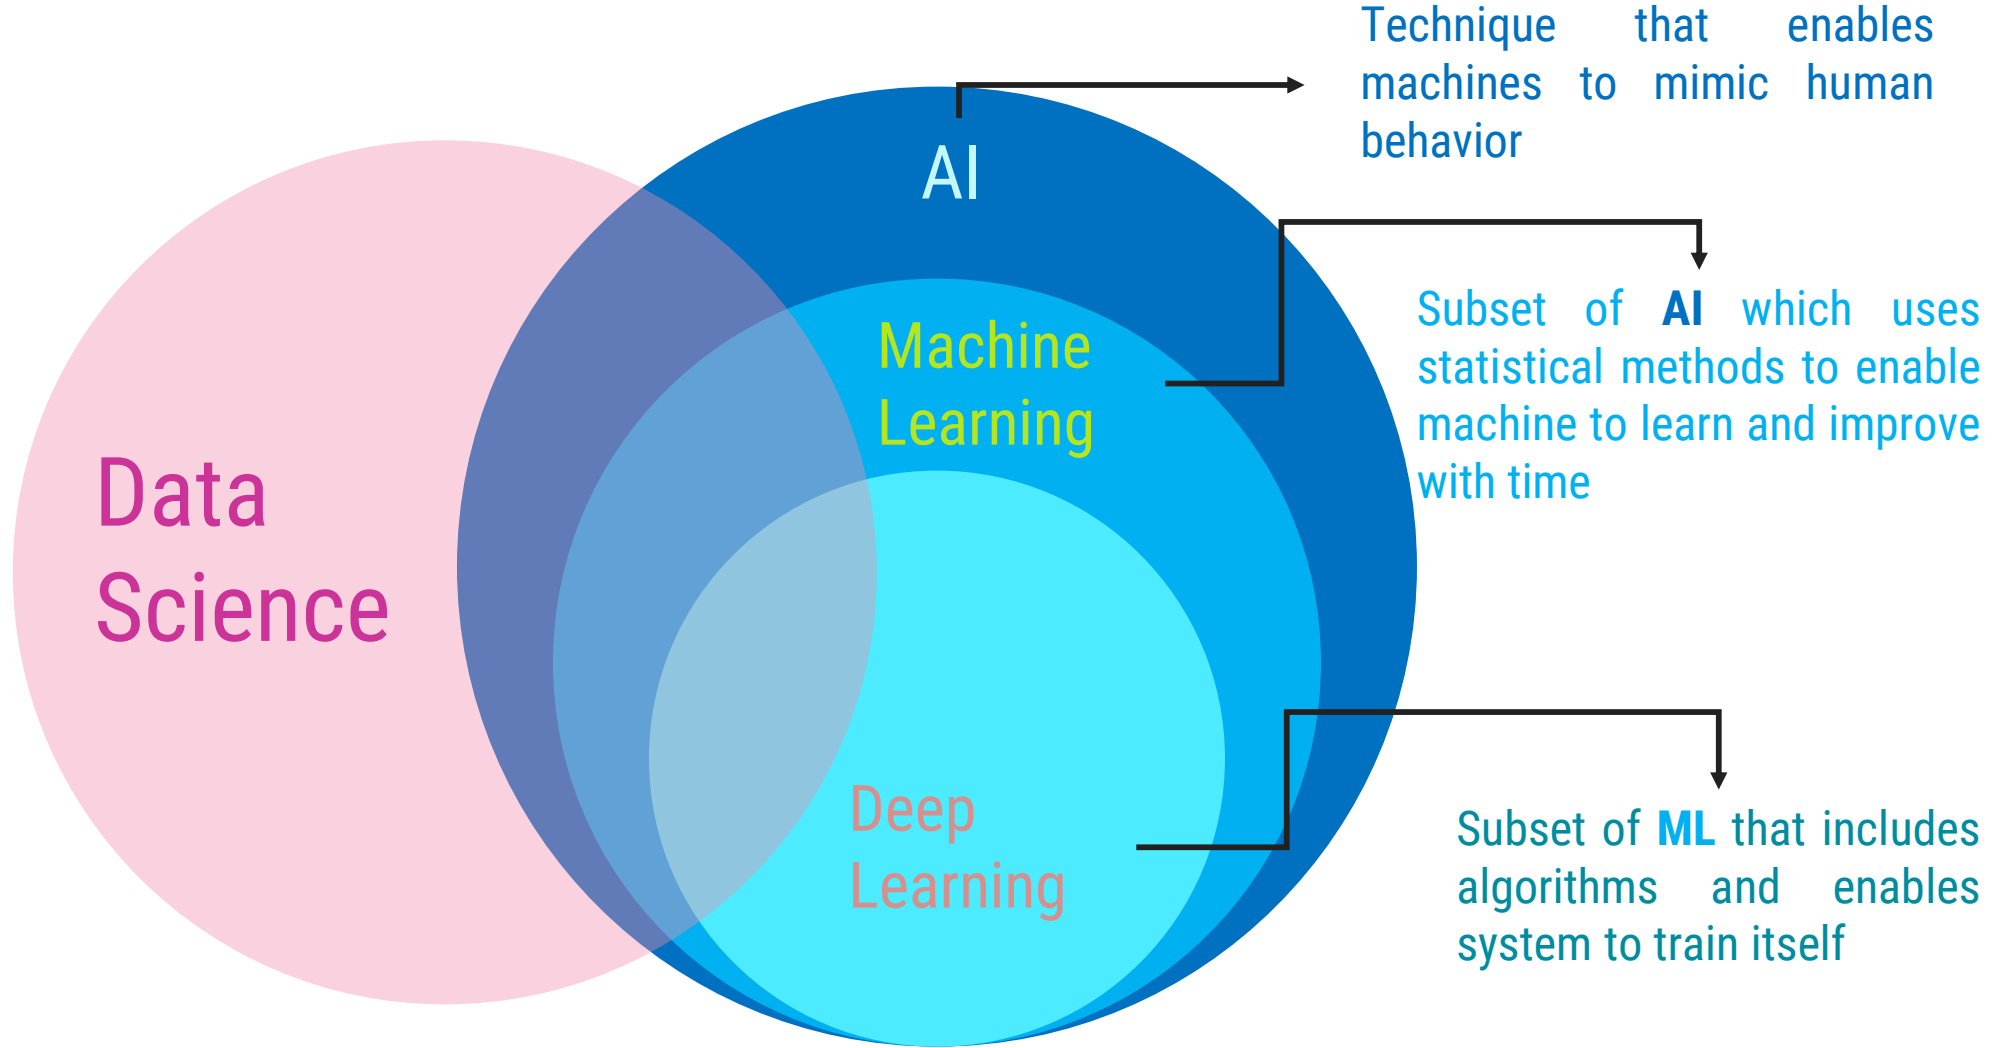 Technique that enables
machines to mimic human
behavior
AI
Subset of AI which uses
statistical methods to enable
machine to learn and improve
with time
Machine
Learning
Data
Science
Deep
Learning
Subset of ML that includes
algorithms and enables
system to train itself